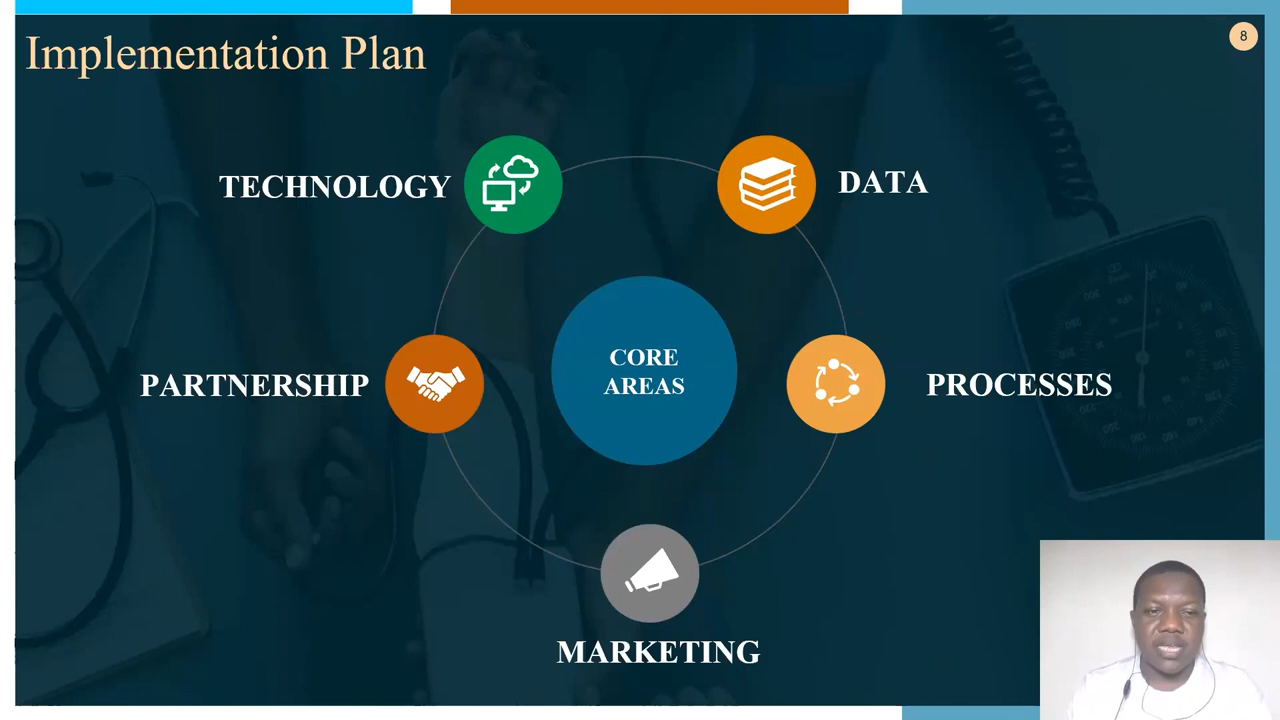 Implementation Plan
8
TECHNOLOGY
DATA
PARTNERSHIP
CORE
AREAS
PROCESSES
MARKETING